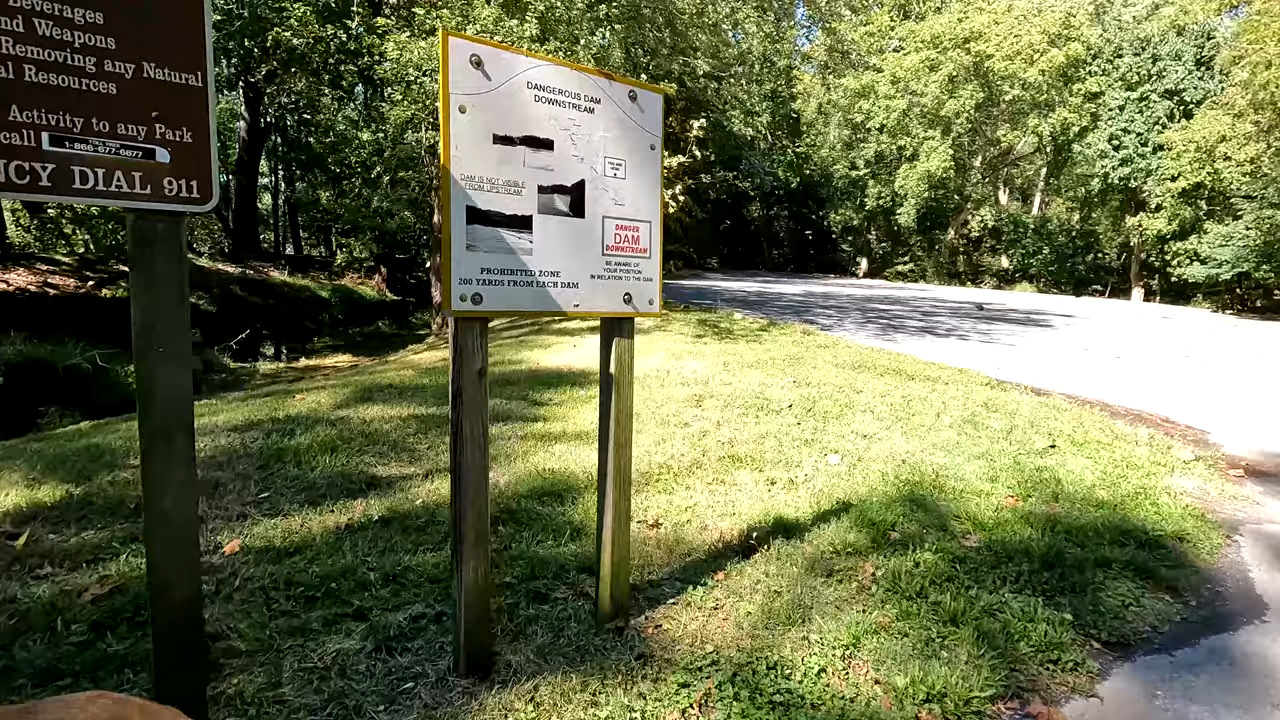 Beverages
nd Weapons
Removing any Natural
al Resources
Activity to any Park
call
TOLL FREE
1-866-677-6677
NCY DIAL 911
DANGEROUS DAM
DOWNSTREAM
YOU ARE
HERE
DAM IS NOT VISIBLE
FROM UPSTREAM
DANGER
DAM
DOWNSTREAM
BE AWARE OF
YOUR POSITION
IN RELATION TO THE DAM
PROHIBITED ZONE
200 YARDS FROM EACH DAM